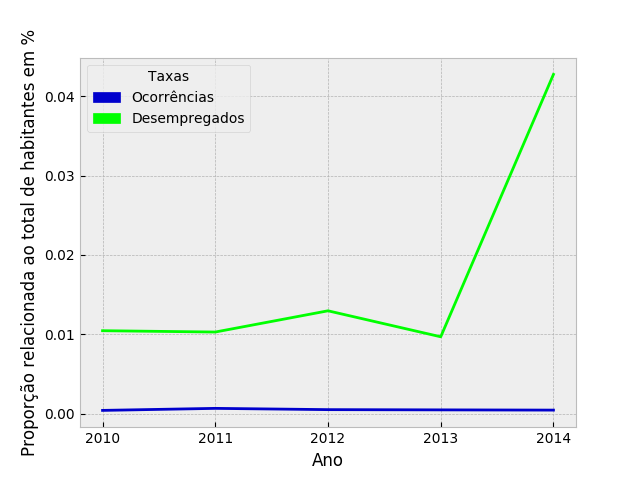 Proporção relacionada ao total de habitantes em %
Taxas
Ocorrências
Desempregados
0.04
0.03
0.02
0.01
0.00
2010 2011 2012 2013 2014
Ano